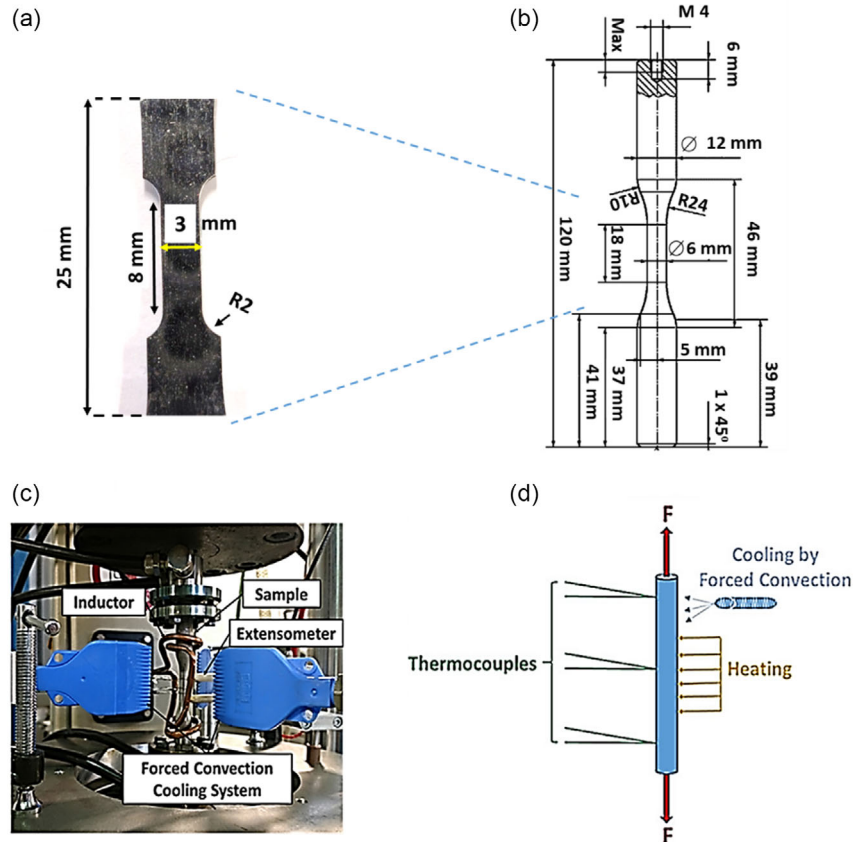 (a)
25 mm
8 mm
3 mm
R2
(b)
Max
M 4
6 mm
∅ 12 mm
R10
R24
120 mm
18 mm
∅ 6 mm
46 mm
5 mm
41 mm
37 mm
1 x 45⁰
39 mm
(c)
Inductor
Sample
Extensometer
Forced Convection
Cooling System
(d)
F
Cooling by
Forced Convection
Thermocouples
Heating
F